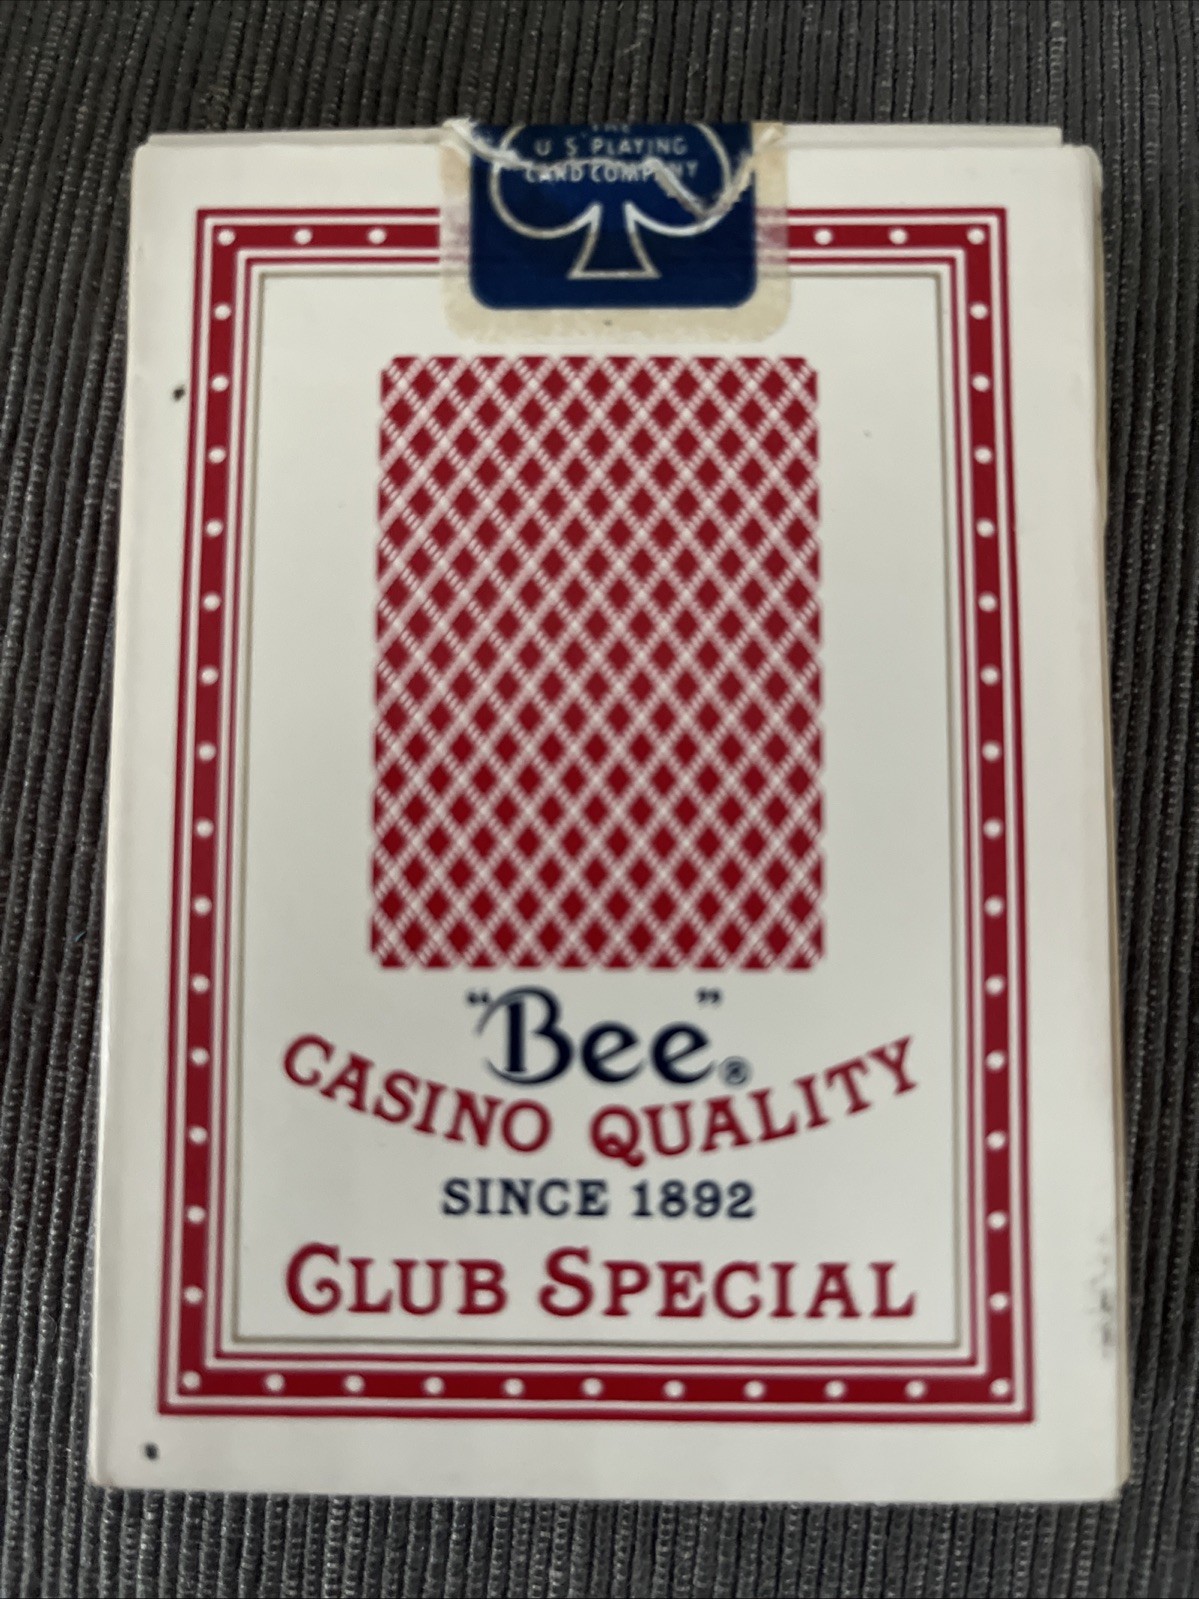 THE
U S PLAYING
CARD COMPANY
"Bee"®
CASINO QUALITY
SINCE 1892
CLUB SPECIAL